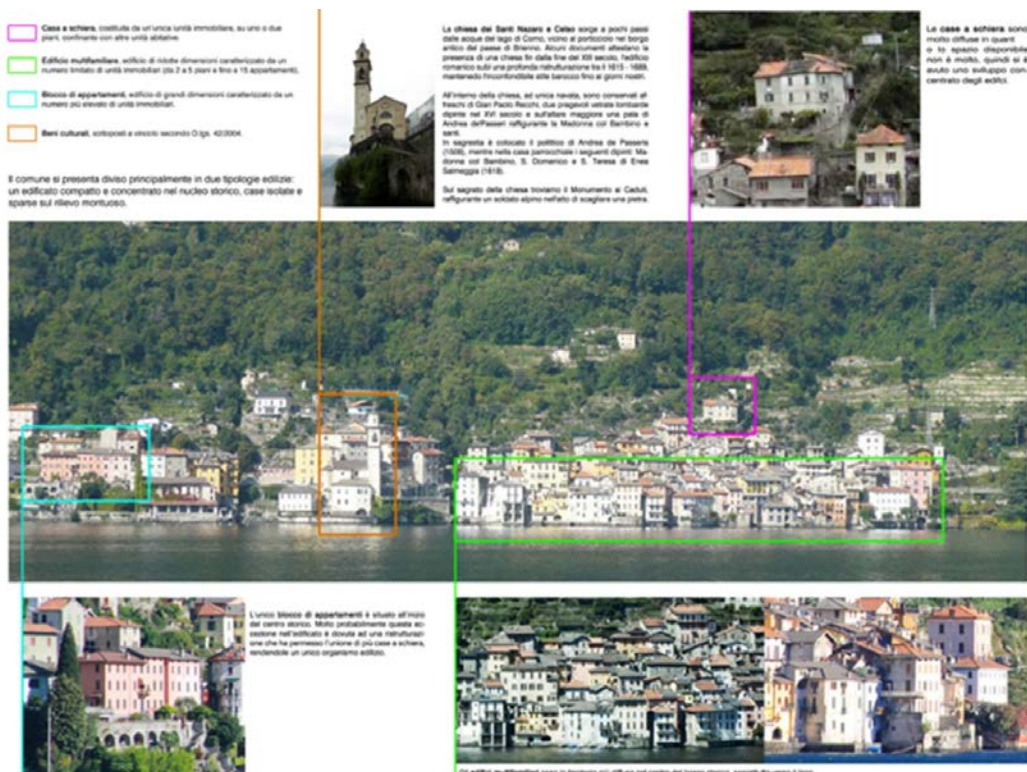 Casa a schiera, costituita da un'unica unità immobiliare, su uno o due
piani, confinante con altre unità abitative.
Edificio multifamiliare, edificio di ridotte dimensioni caratterizzato da un
numero limitato di unità immobiliari (da 2 a 5 piani e fino a 15 appartamenti).
Blocco di appartamenti, edificio di grandi dimensioni caratterizzato da un
numero più elevato di unità immobiliari.
Beni culturali, sottoposti a vincolo secondo D.lgs. 42/2004.
Il comune si presenta diviso principalmente in due tipologie edilizie:
un edificato compatto e concentrato nel nucleo storico, case isolate e
sparse sul rilievo montuoso.
La chiesa dei Santi Nazaro e Celso sorge a pochi passi
dalle acque del lago di Como, vicino al porticciolo nel borgo
antico del paese di Brienno. Alcuni documenti attestano la
presenza di una chiesa fin dalla fine del XIII secolo, l'edificio
romanico subì una profonda ristrutturazione tra il 1615 - 1689,
mantenedo l'inconfondibile stile barocco fino ai giorni nostri.
All'interno della chiesa, ad unica navata, sono conservati af-
freschi di Gian Paolo Recchi, due pregevoli vetrate lombarde
dipinte nel XVI secolo e sull'altare maggiore una pala di
Andrea de'Passeri raffigurante la Madonna col Bambino e
santi.
In sagrestia è colocato il polittico di Andrea de Passeris
(1508), mentre nella casa parrocchiale i seguenti dipinti: Ma-
donna col Bambino, S. Domenico e S. Teresa di Enea
Salmeggia (1618).
Sul sagrato della chiesa troviamo il Monumento ai Caduti,
raffigurante un soldato alpino nell'atto di scagliare una pietra.
Le case a schiera sono
molto diffuse in quant
o lo spazio disponibile
non è molto, quindi si è
avuto uno sviluppo con-
centrato degli edifici.
L'unico blocco di appartamenti è situato all'inizio
del centro storico. Molto probabilmente questa ec-
cezione nell'edificato è dovuta ad una ristrutturazi-
one che ha permesso l'unione di più case a schiera,
rendendole un unico organismo edilizio.